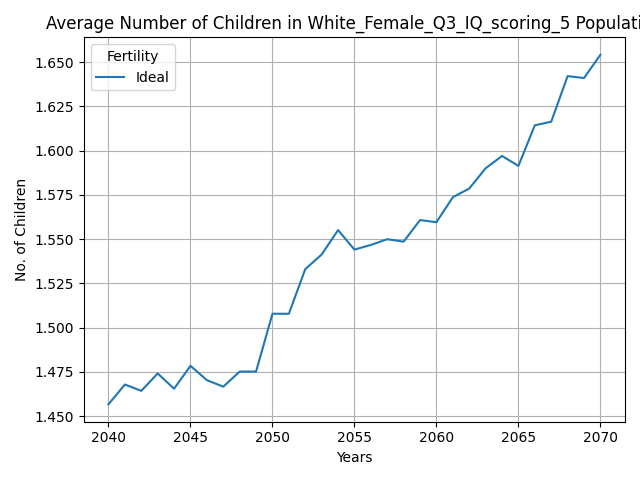 Average Number of Children in White_Female_Q3_IQ_scoring_5 Populati
Fertility
Ideal
No. of Children
1.650
1.625
1.600
1.575
1.550
1.525
1.500
1.475
1.450
2040 2045 2050 2055 2060 2065 2070
Years